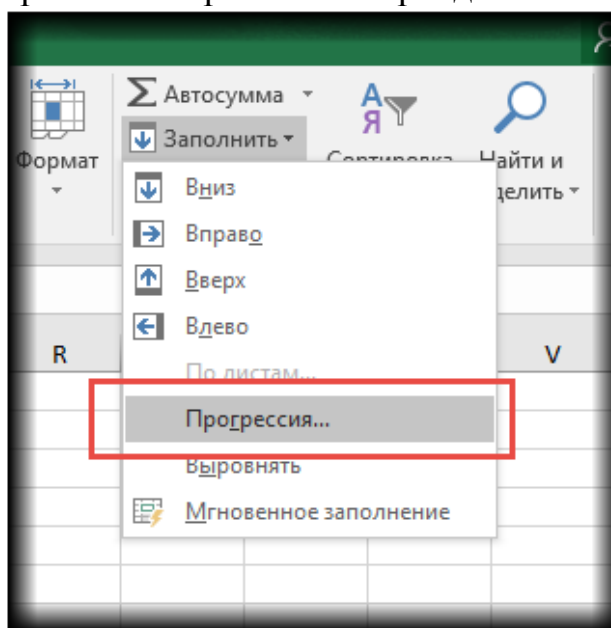 Σ Автосумма
Заполнить
Формат
Сортировка
Найти и
делить
Вниз
Вправо
Вверх
Влево
По листам...
Прогрессия...
Выровнять
Мгновенное заполнение
А
Я
R
V